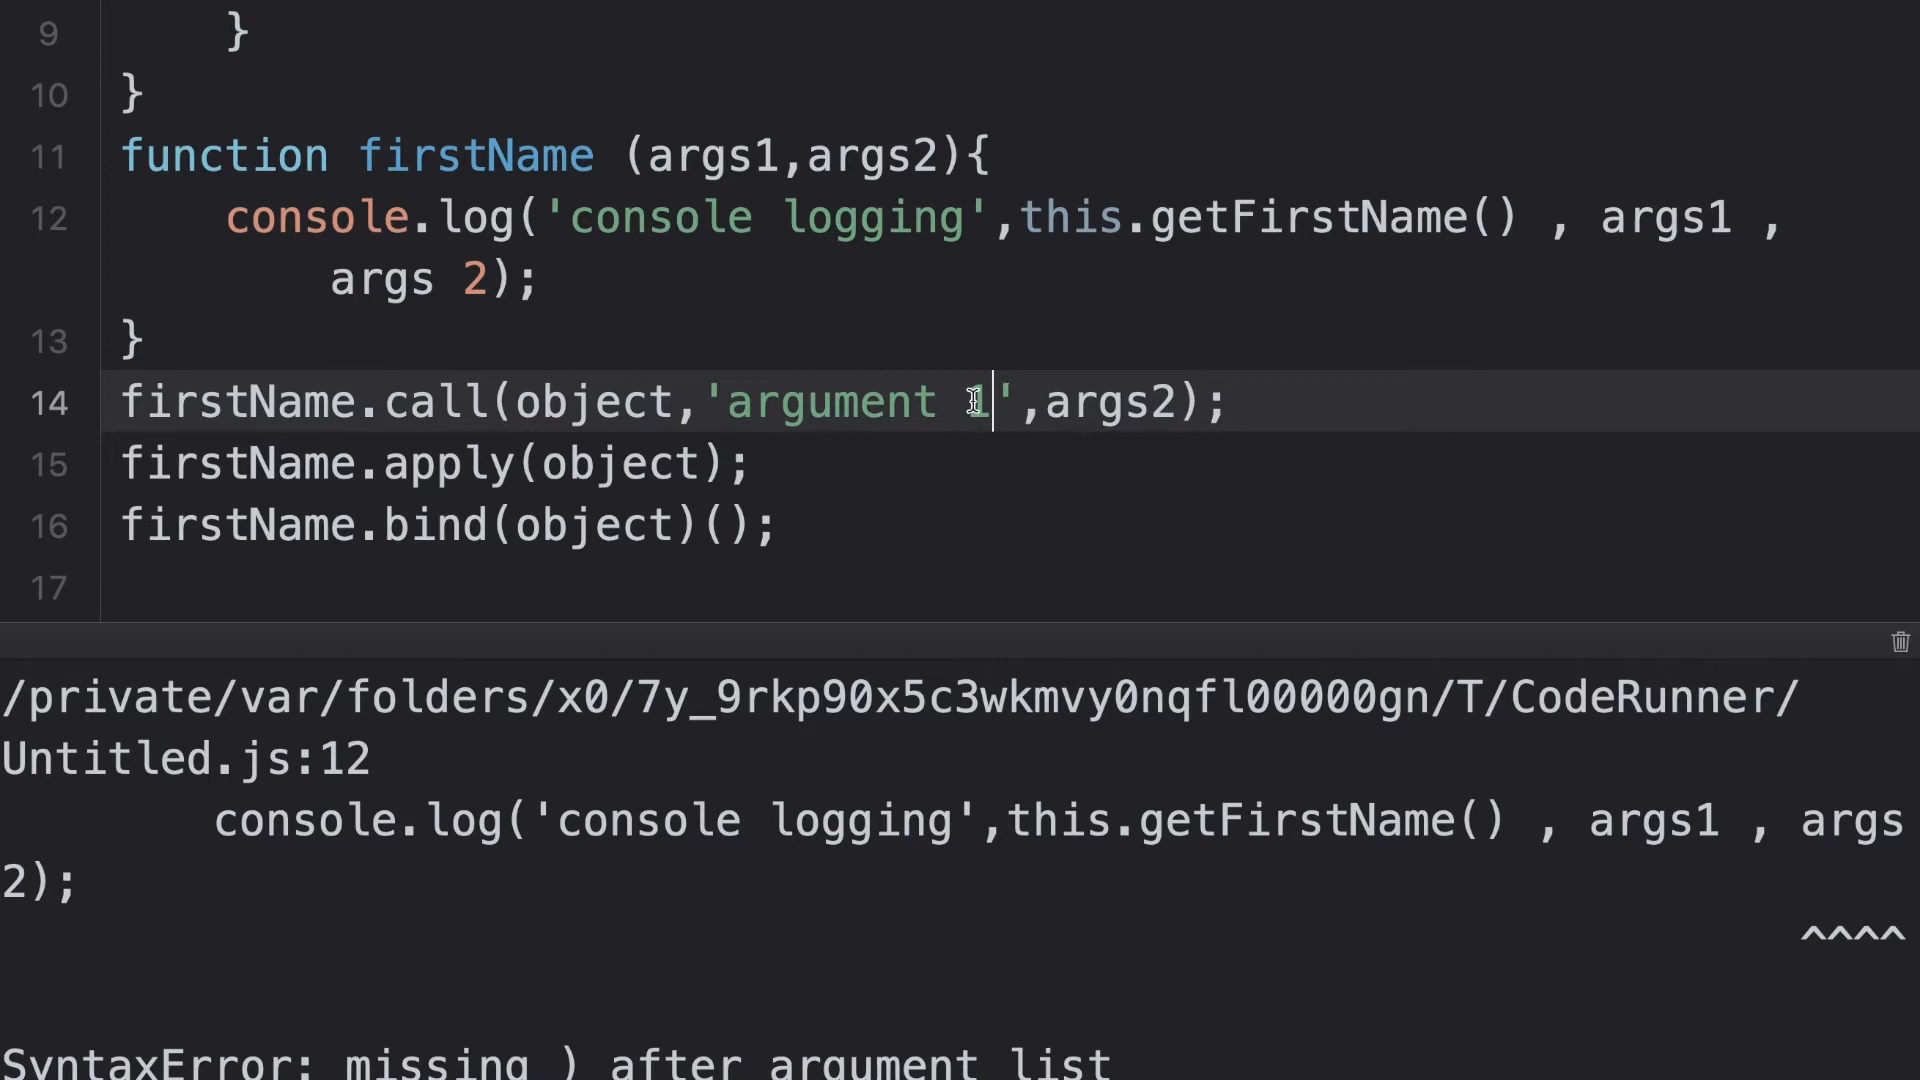 9 }
10 }
11 function firstName (args1,args2){
12 console.log('console logging',this.getFirstName() , args1 ,
args 2);
13 }
14 firstName.call(object,'argument 1',args2);
15 firstName.apply(object);
16 firstName.bind(object)();
17
/private/var/folders/x0/7y_9rkp90x5c3wkmvy0nqfl00000gn/T/CodeRunner/
Untitled.js:12
console.log('console logging',this.getFirstName() , args1 , args
2);
^^^^
SyntaxError: missing ) after argument list